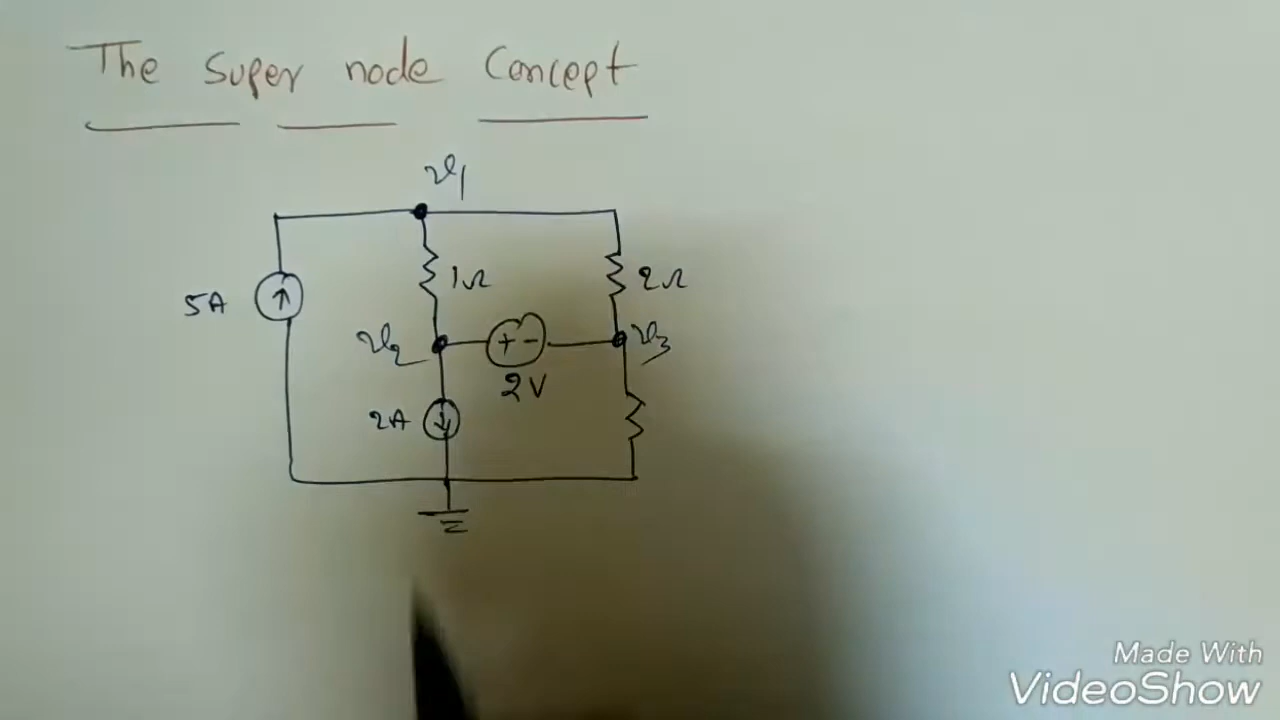 The Super node Concept
v1
5A
1Ω
2Ω
v2
+ -
v3
2V
2A
Made With
VideoShow